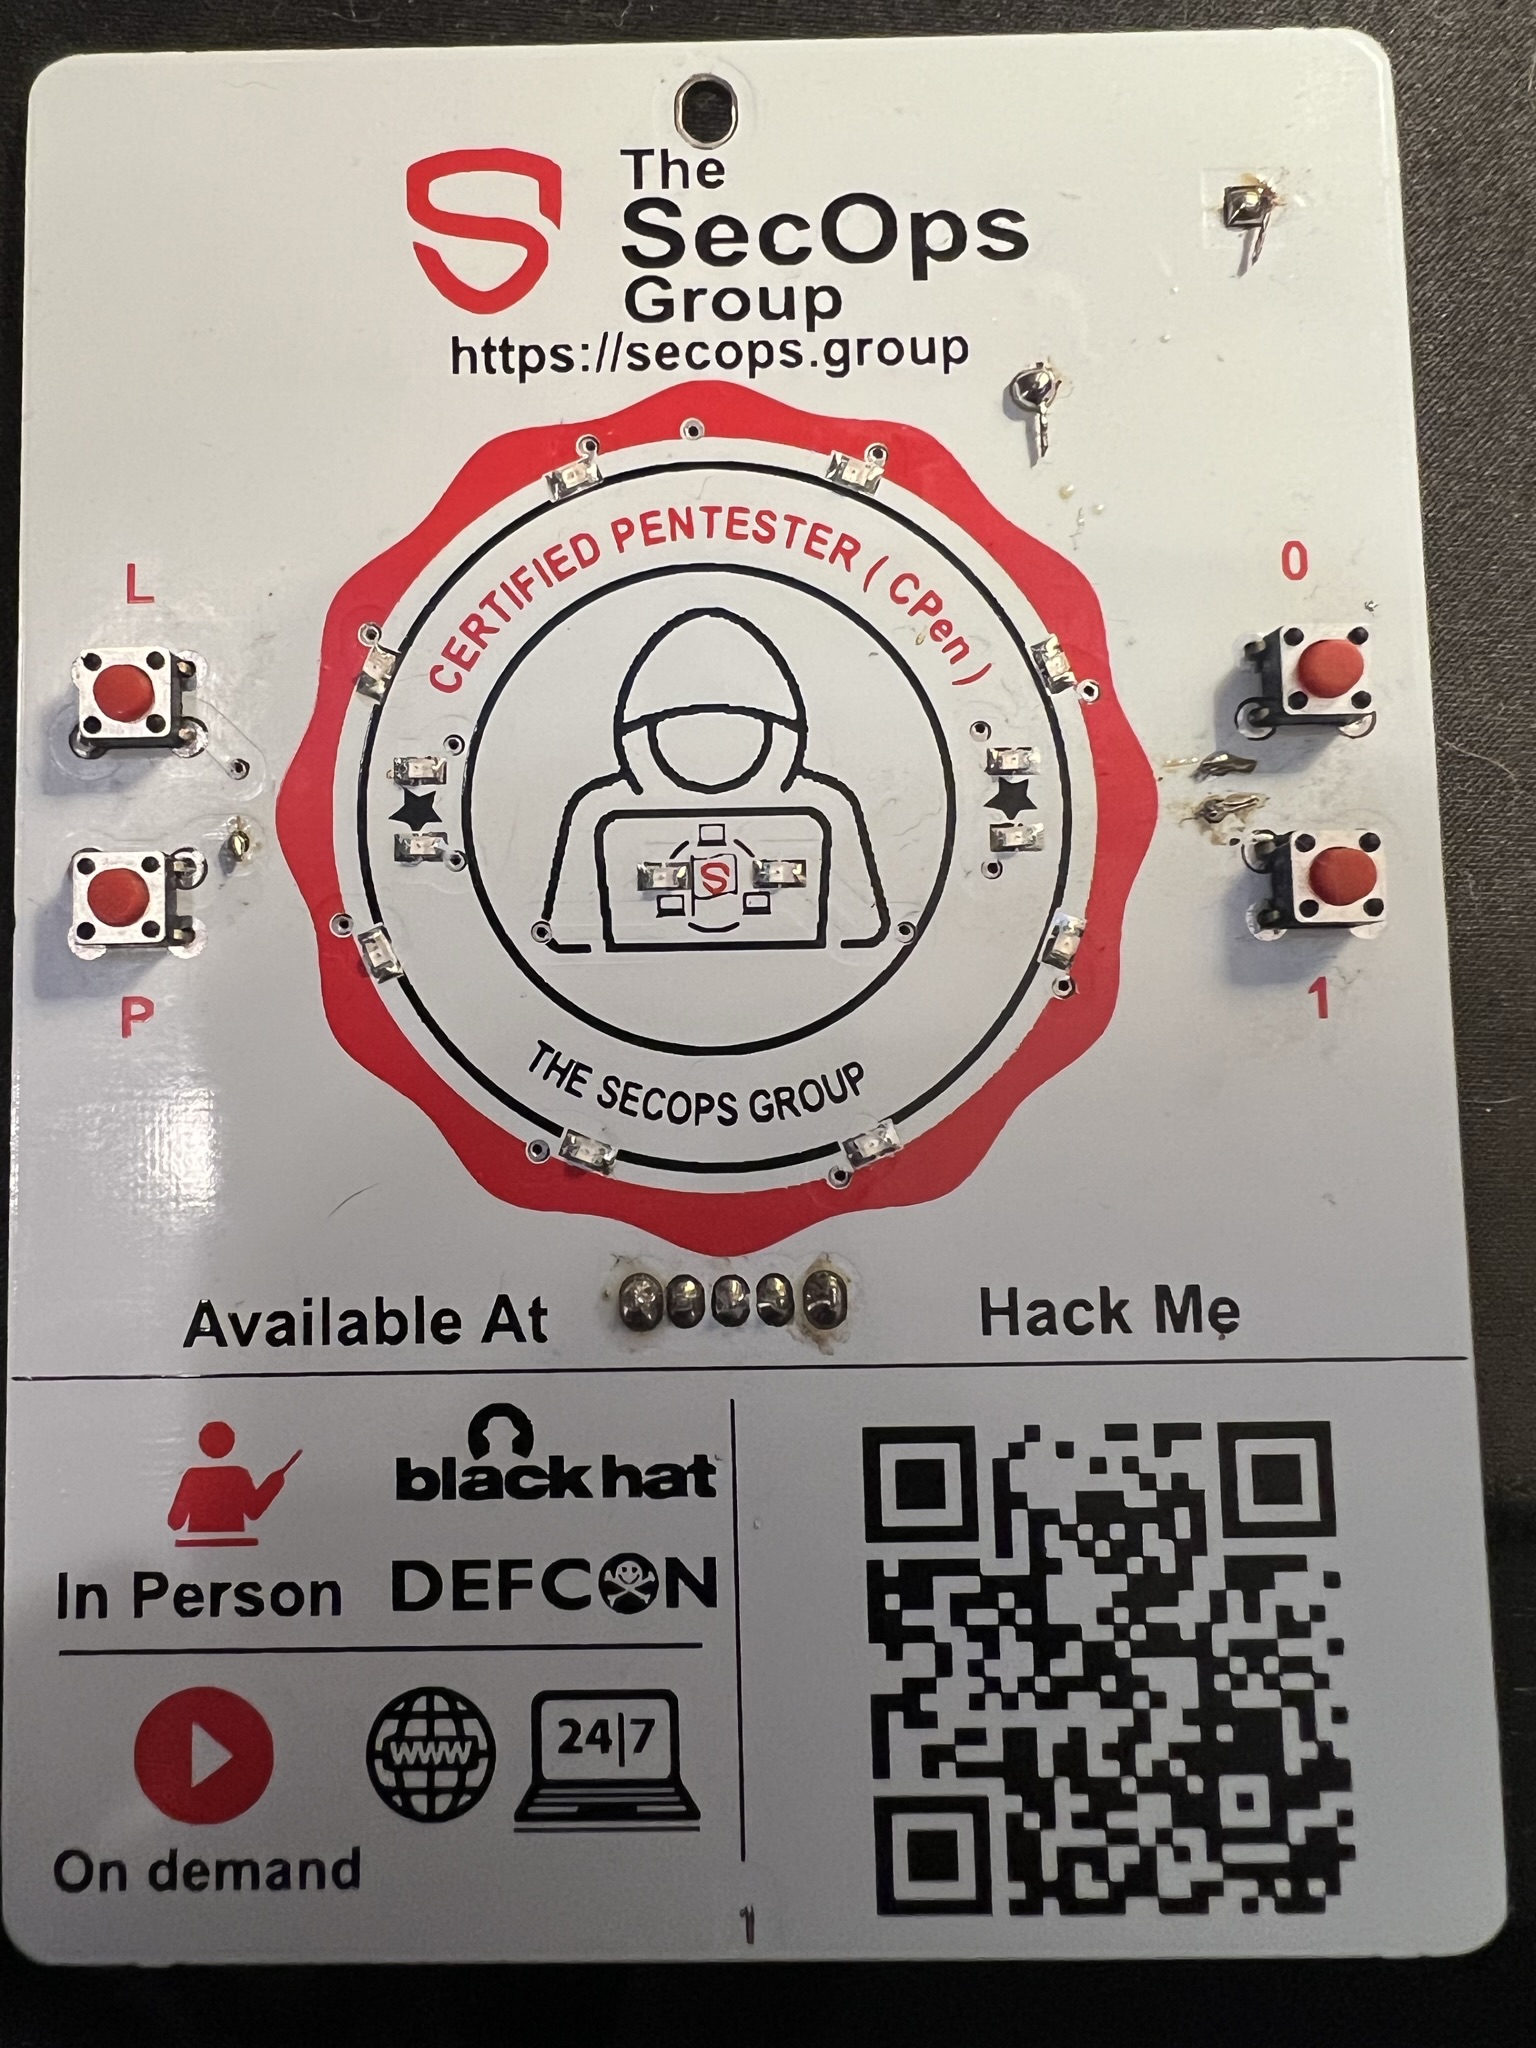 The
SecOps
Group
https://secops.group
CERTIFIED PENTESTER ( CPen )
L
0
S
P
1
THE SECOPS GROUP
Available At
Hack Me
black hat
In Person
DEFCON
www
24|7
On demand
1